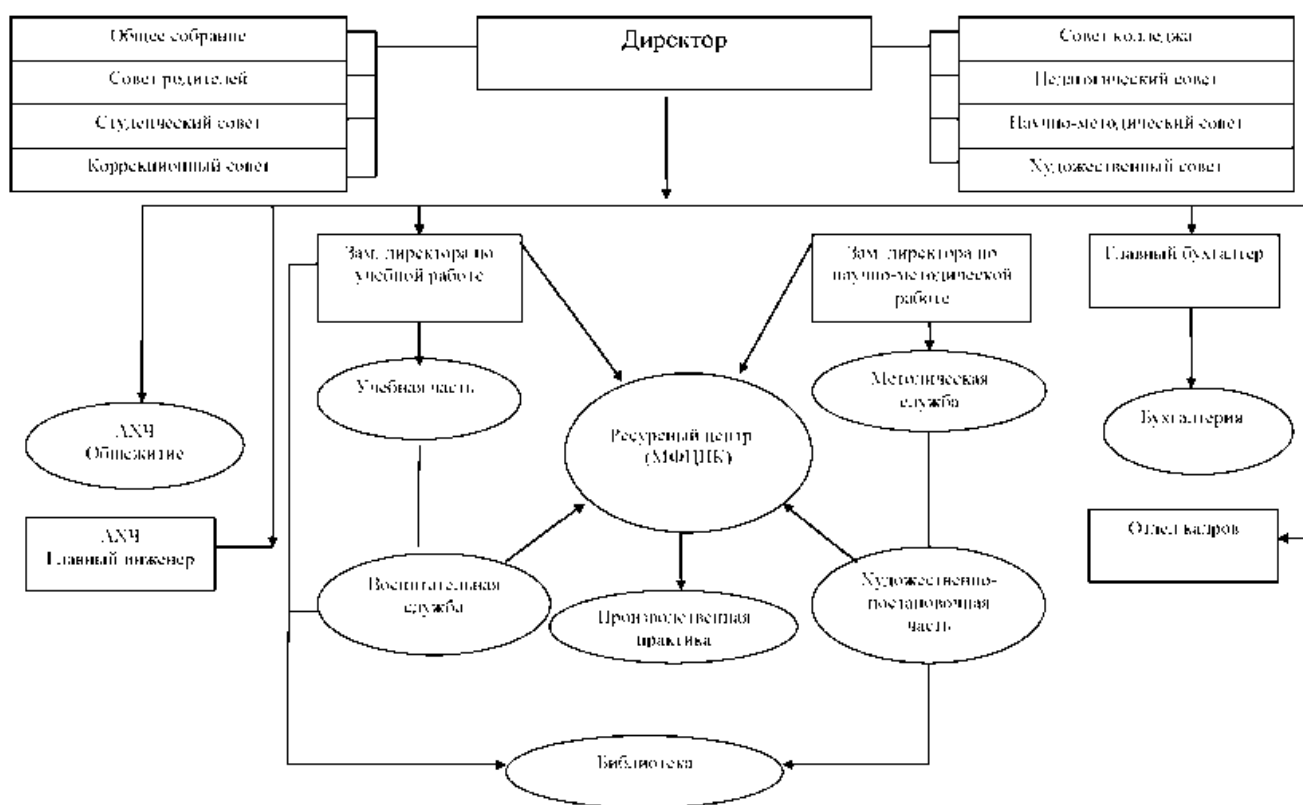 Общее собрание
Совет родителей
Студенческий совет
Коррекционный совет
Директор
Совет колледжа
Педагогический совет
Научно-методический совет
Художественный совет
Зам. директора по
учебной работе
Зам. директора по
научно-методической
работе
Главный бухгалтер
Учебная часть
Методическая
служба
АХЧ
Общежитие
Ресурсный центр
(МФЦПК)
Бухгалтерия
АХЧ
Главный инженер
Отдел кадров
Воспитательная
служба
Производственная
практика
Художественно-
постановочная
часть
Библиотека